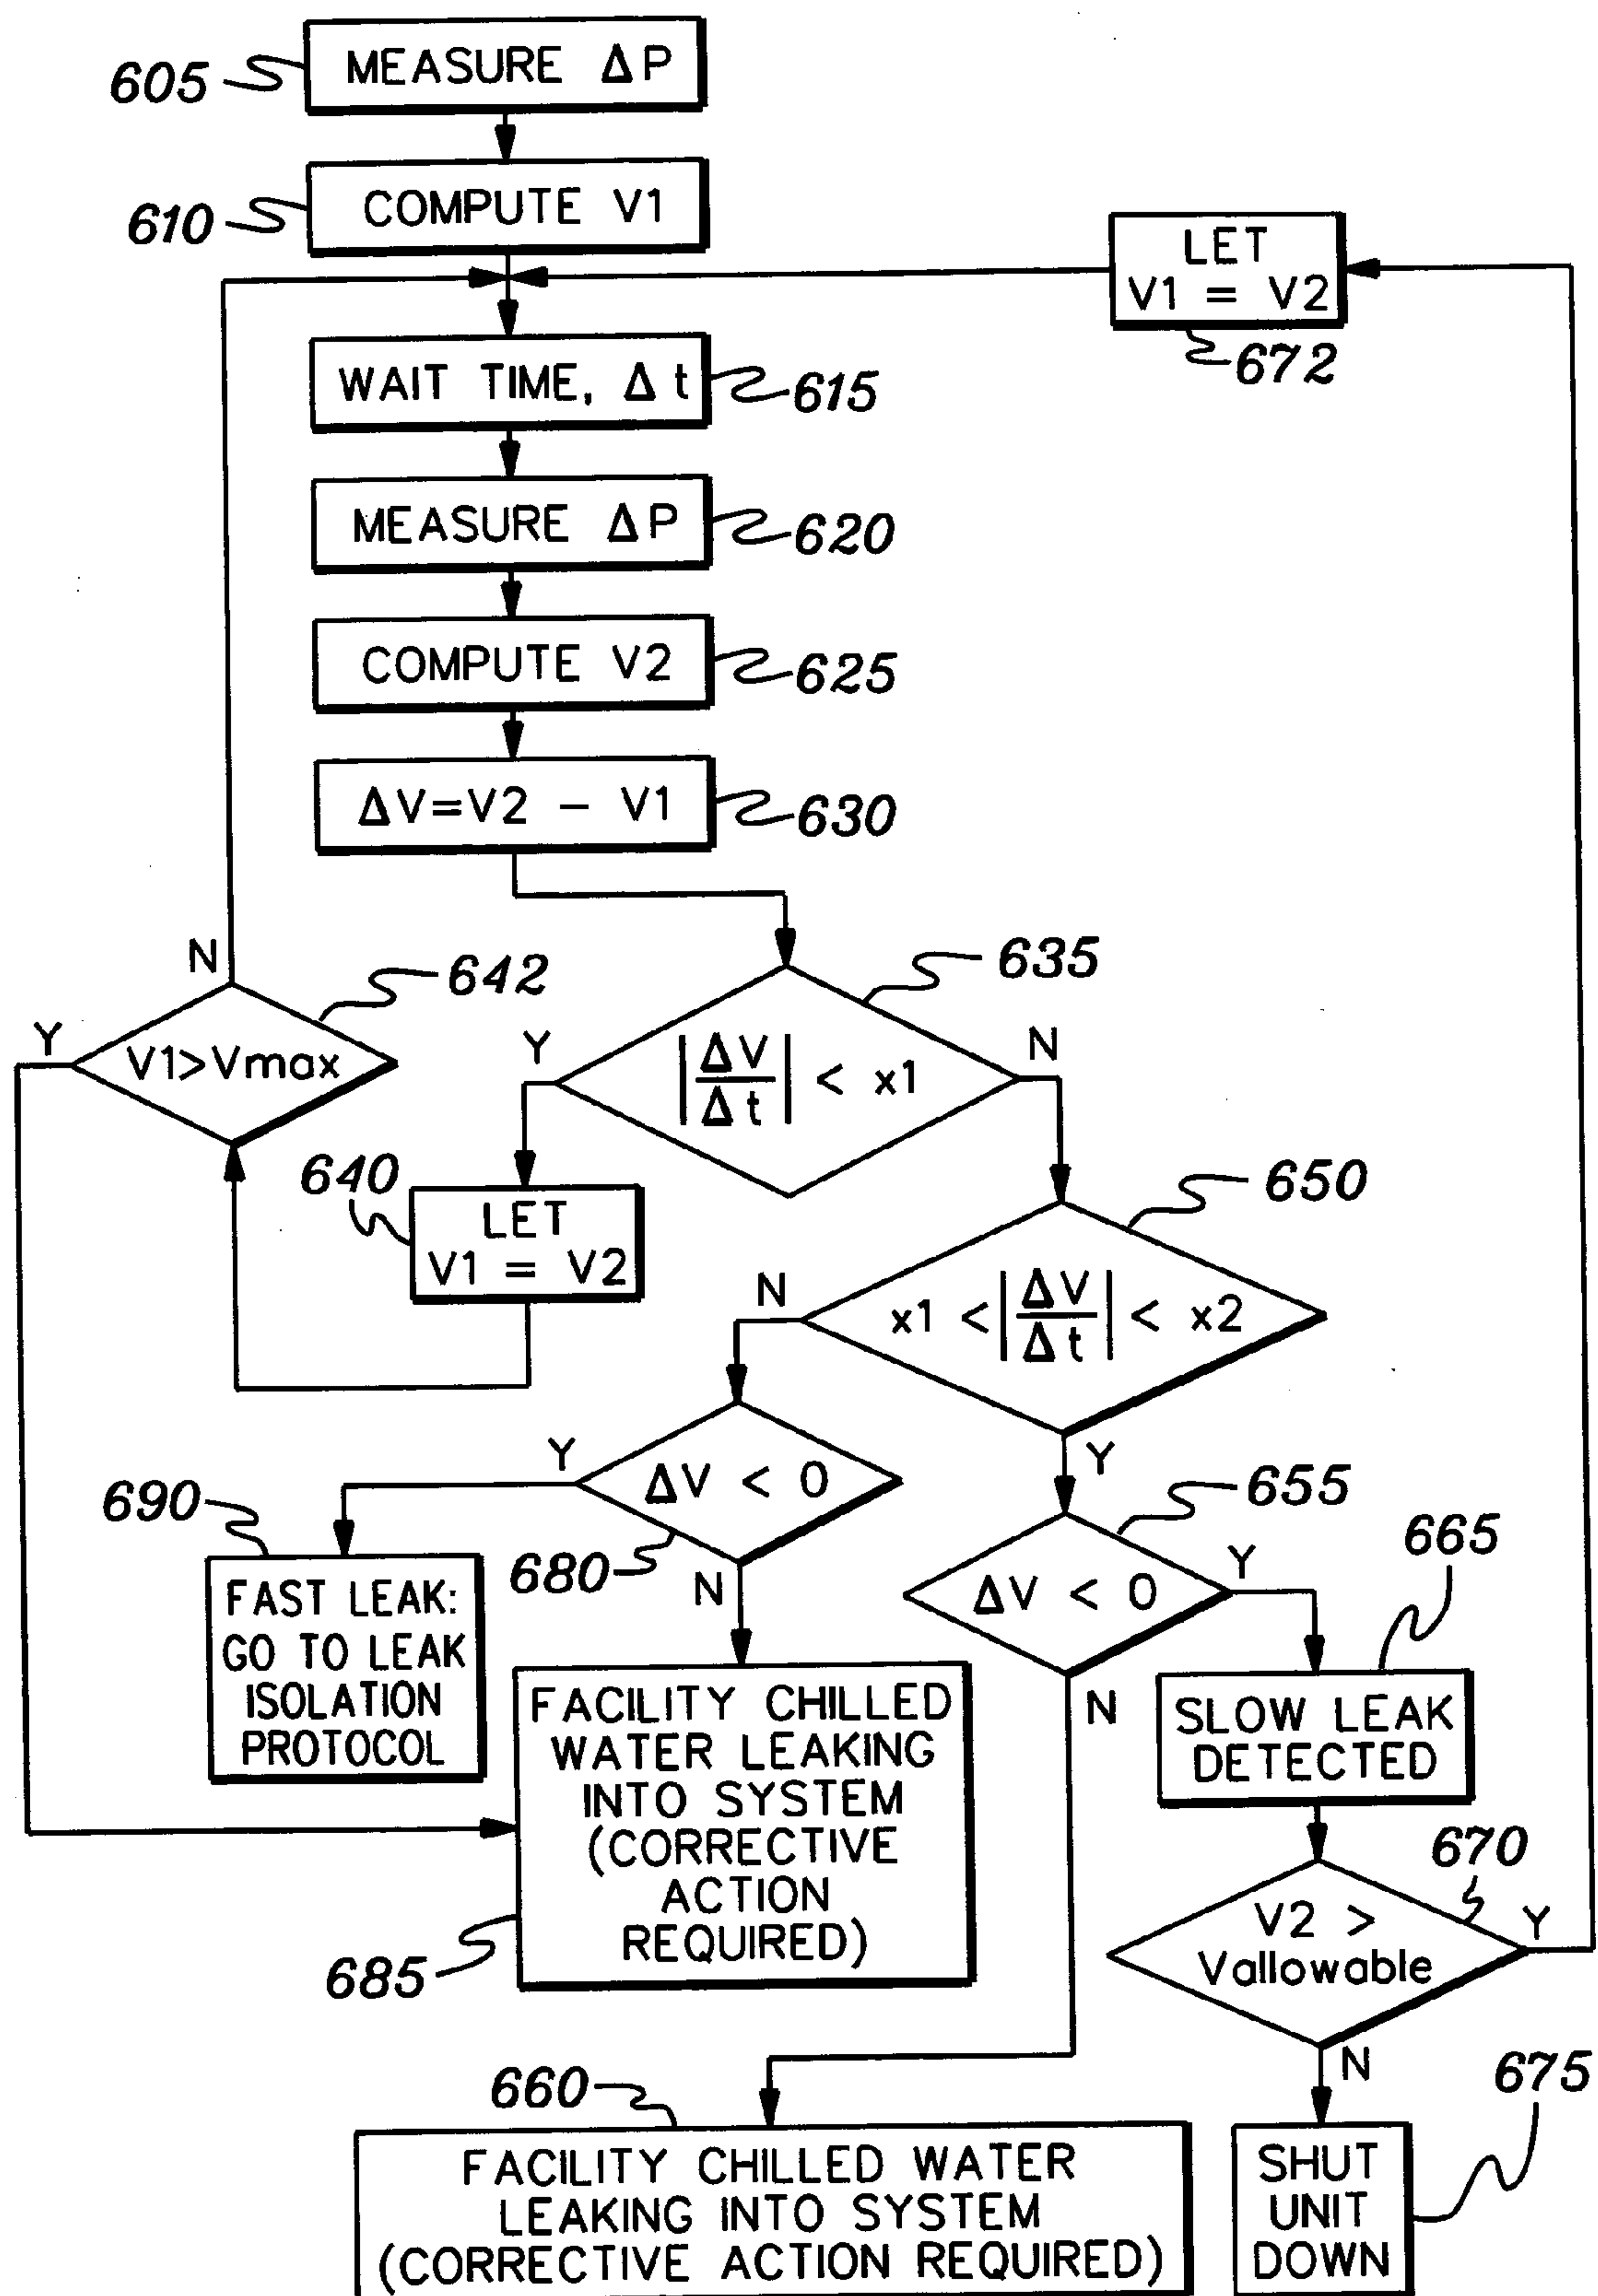 MEASURE ΔP
605
COMPUTE V1
610
LET
V1 = V2
672
WAIT TIME, Δt
615
MEASURE ΔP
620
COMPUTE V2
625
ΔV=V2 - V1
630
N
642
635
Y
V1>Vmax
Y
|ΔV/Δt| < x1
N
640
LET
V1 = V2
650
N
x1 <|ΔV/Δt| < x2
Y
Y
ΔV < 0
680
N
655
ΔV < 0
Y
N
665
690
FAST LEAK:
GO TO LEAK
ISOLATION
PROTOCOL
FACILITY CHILLED
WATER LEAKING
INTO SYSTEM
(CORRECTIVE
ACTION
REQUIRED)
685
SLOW LEAK
DETECTED
670
V2 >
Vallowable
Y
N
675
660
FACILITY CHILLED WATER
LEAKING INTO SYSTEM
(CORRECTIVE ACTION REQUIRED)
SHUT
UNIT
DOWN